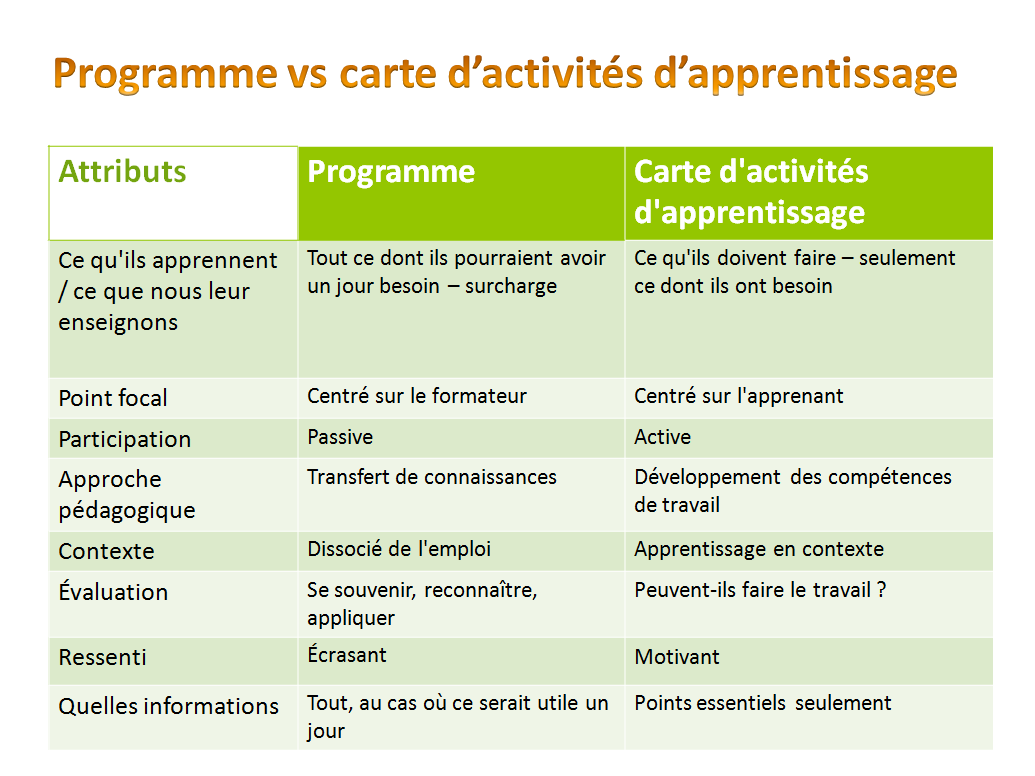 Programme vs carte d’activités d’apprentissage
Attributs
Programme
Carte d'activités
d'apprentissage
Ce qu'ils apprennent
/ ce que nous leur
enseignons
Tout ce dont ils pourraient avoir
un jour besoin – surcharge
Ce qu'ils doivent faire – seulement
ce dont ils ont besoin
Point focal
Centré sur le formateur
Centré sur l'apprenant
Participation
Passive
Active
Approche
pédagogique
Transfert de connaissances
Développement des compétences
de travail
Contexte
Dissocié de l'emploi
Apprentissage en contexte
Évaluation
Se souvenir, reconnaître,
appliquer
Peuvent-ils faire le travail ?
Ressenti
Écrasant
Motivant
Quelles informations
Tout, au cas où ce serait utile un
jour
Points essentiels seulement